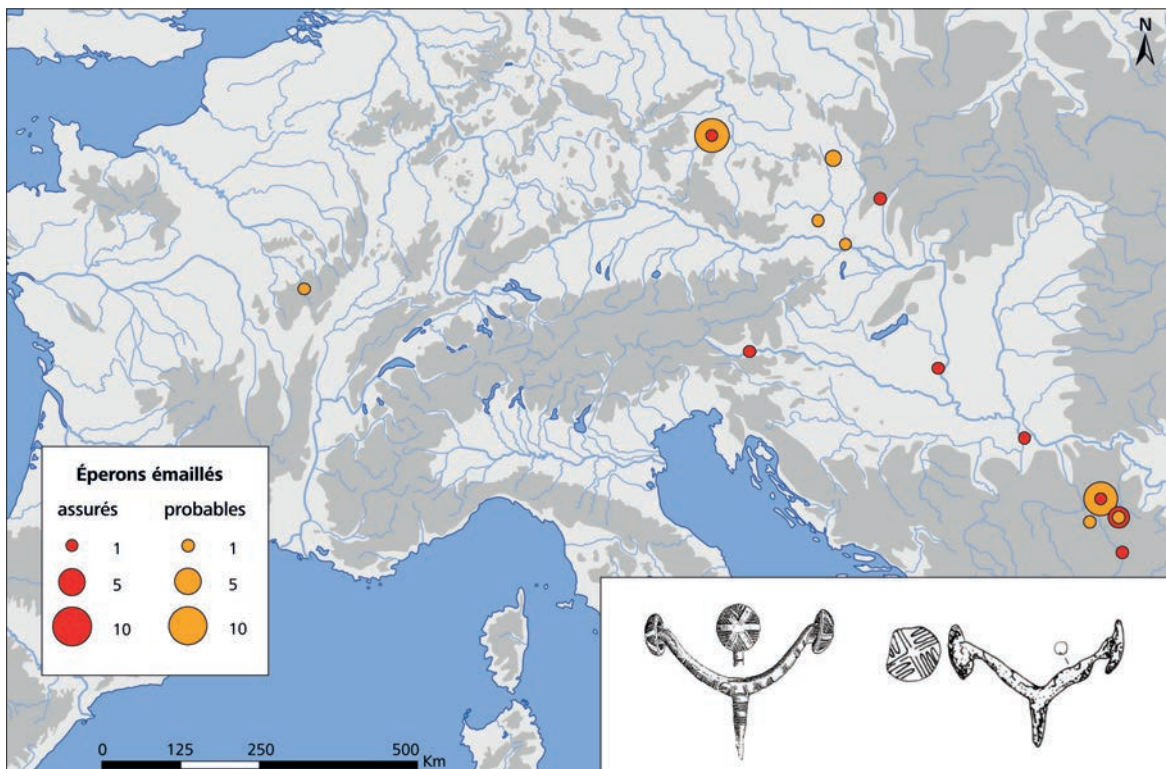 N
Éperons émaillés
assurés probables
1 1
5 5
10 10
0 125 250 500 Km